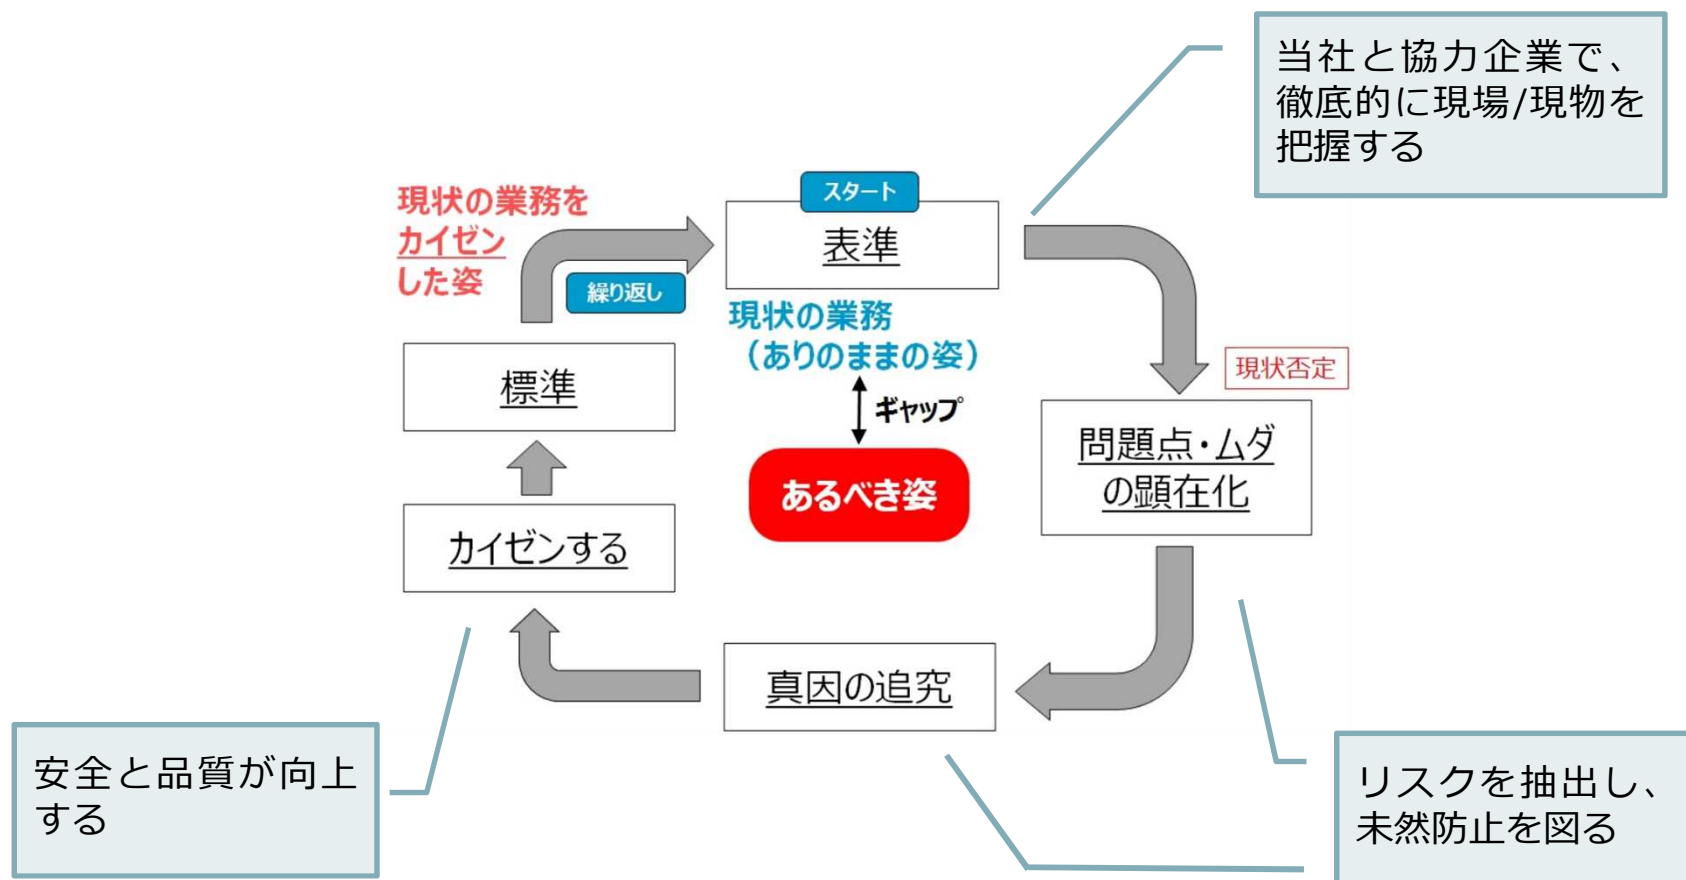 当社と協力企業で、
徹底的に現場/現物を
把握する
スタート
表準
現状の業務を
カイゼン
した姿
繰り返し
現状の業務
（ありのままの姿）
ギャップ
あるべき姿
現状否定
問題点・ムダ
の顕在化
標準
カイゼンする
真因の追究
安全と品質が向上
する
リスクを抽出し、
未然防止を図る